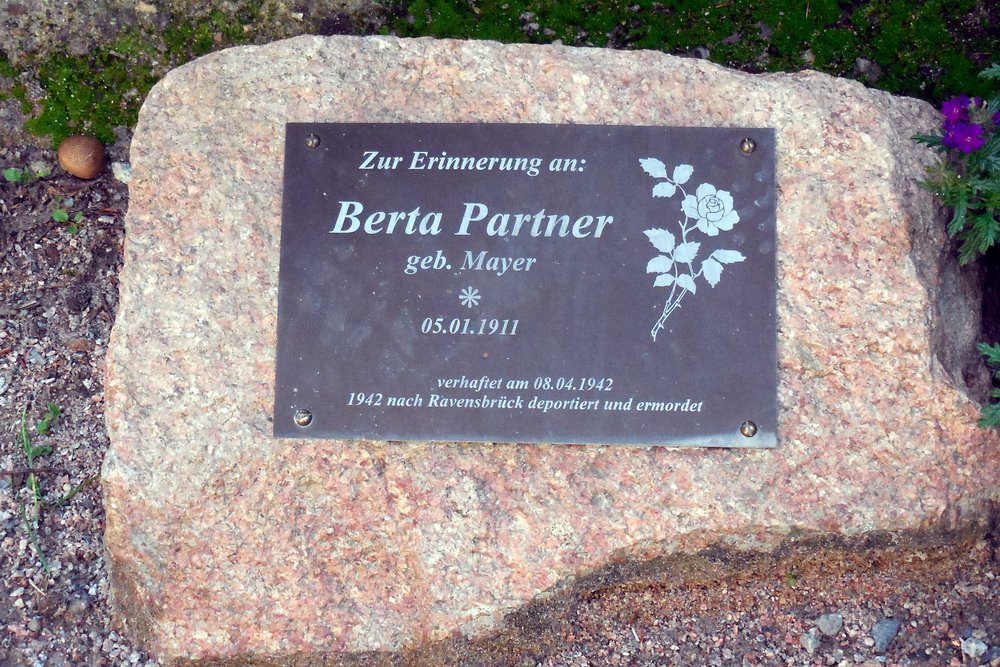 Zur Erinnerung an:
Berta Partner
geb. Mayer
*
05.01.1911
verhaftet am 08.04.1942
1942 nach Ravensbrück deportiert und ermordet